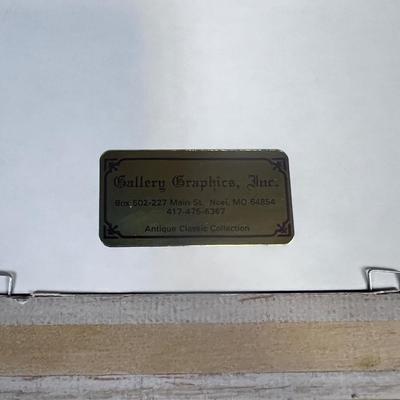 Gallery Graphics, Inc.
Box 502-227 Main St. Noel, MO 64854
417-475-6367
Antique Classic Collection